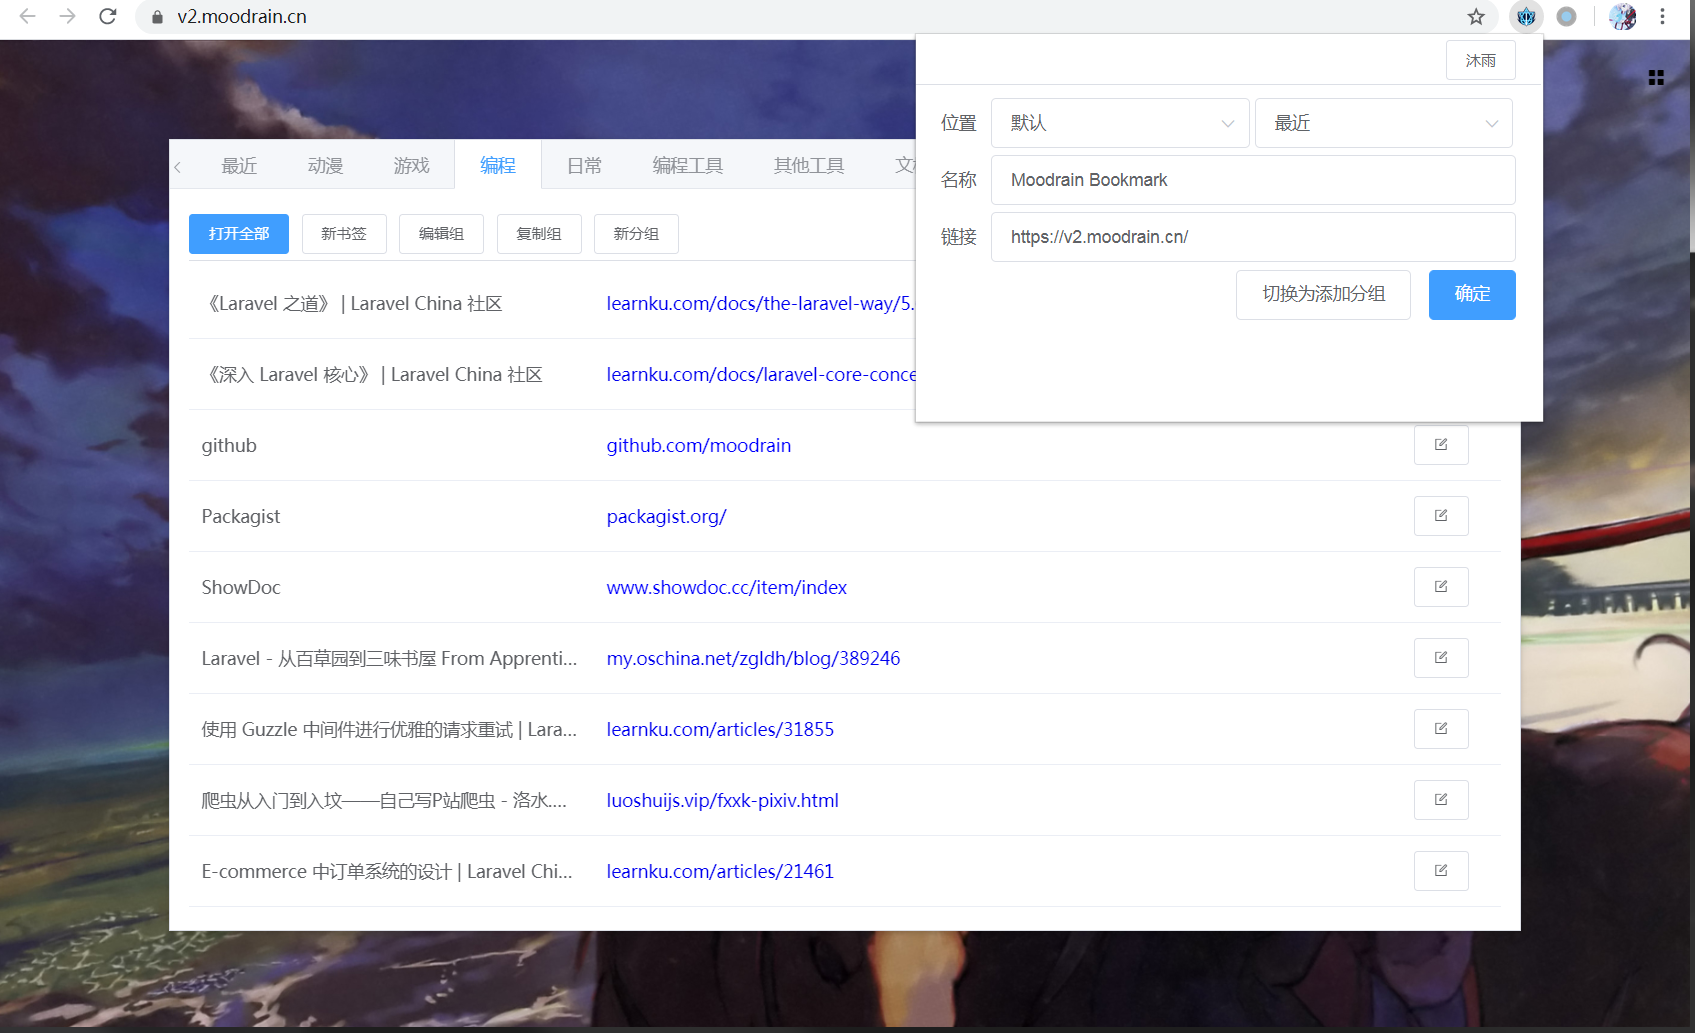 v2.moodrain.cn
沐雨
位置 默认 最近
名称 Moodrain Bookmark
链接 https://v2.moodrain.cn/
切换为添加分组 确定
最近 动漫 游戏 编程 日常 编程工具 其他工具
打开全部 新书签 编辑组 复制组 新分组
《Laravel 之道》 | Laravel China 社区 learnku.com/docs/the-laravel-way/5.
《深入 Laravel 核心》 | Laravel China 社区 learnku.com/docs/laravel-core-conce
github github.com/moodrain
Packagist packagist.org/
ShowDoc www.showdoc.cc/item/index
Laravel - 从百草园到三味书屋 From Apprenti... my.oschina.net/zgldh/blog/389246
使用 Guzzle 中间件进行优雅的请求重试 | Lara... learnku.com/articles/31855
爬虫从入门到入坟——自己写P站爬虫 - 洛水.... luoshuijs.vip/fxxk-pixiv.html
E-commerce 中订单系统的设计 | Laravel Chi... learnku.com/articles/21461